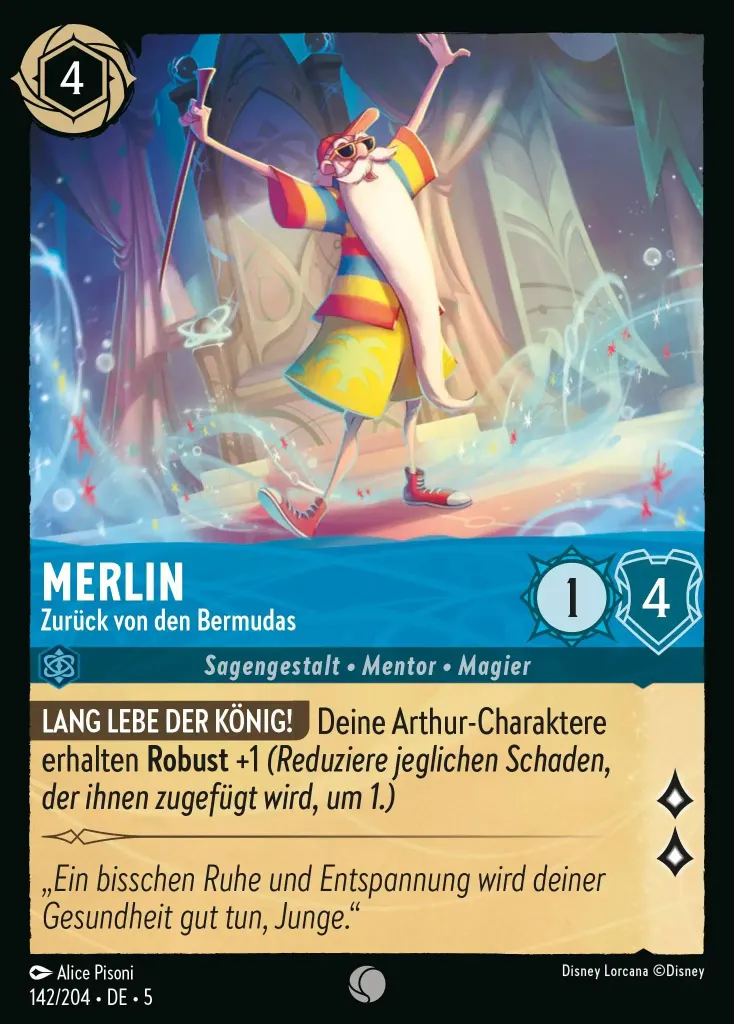 4
MERLIN
Zurück von den Bermudas
1
4
Sagengestalt • Mentor • Magier
LANG LEBE DER KÖNIG! Deine Arthur-Charaktere
erhalten Robust +1 (Reduziere jeglichen Schaden,
der ihnen zugefügt wird, um 1.)
„Ein bisschen Ruhe und Entspannung wird deiner
Gesundheit gut tun, Junge.“
Alice Pisoni
Disney Lorcana ©Disney
142/204 • DE • 5